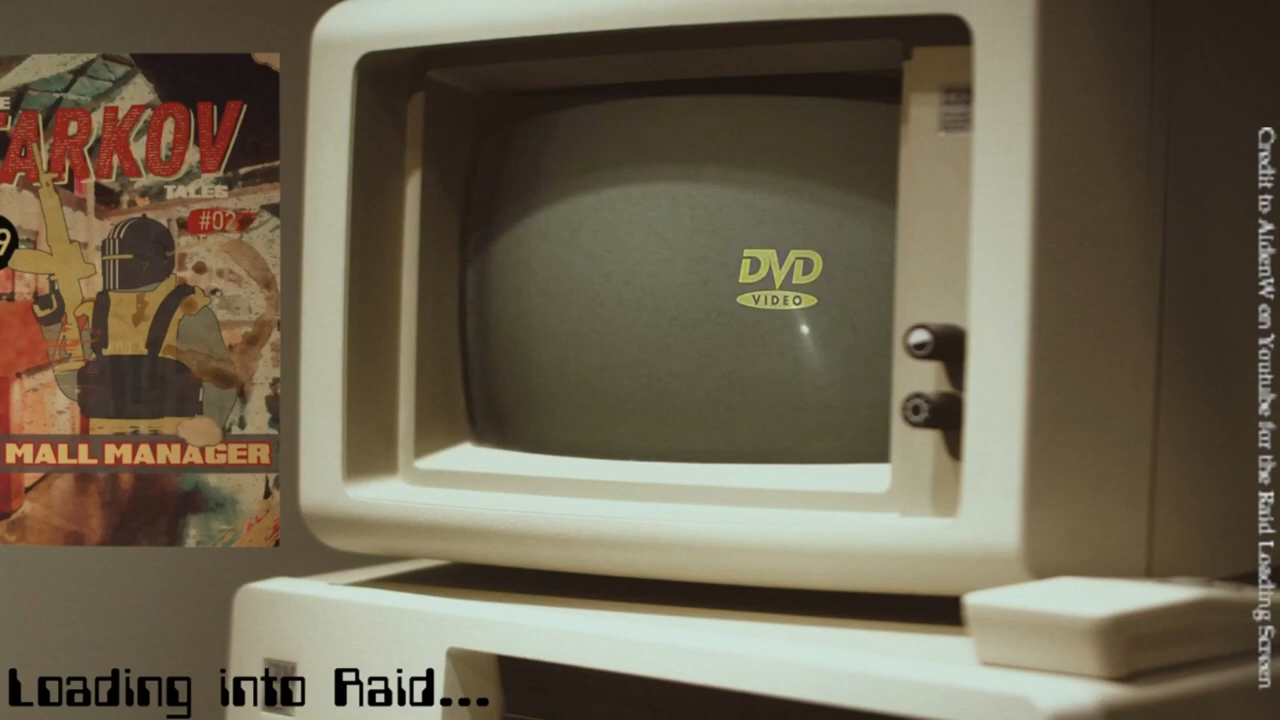 ARKOV
TALES
#02
MALL MANAGER
DVD
VIDEO
Loading into Raid...
Credit to AidenW on Youtube for the Raid Loading Screen